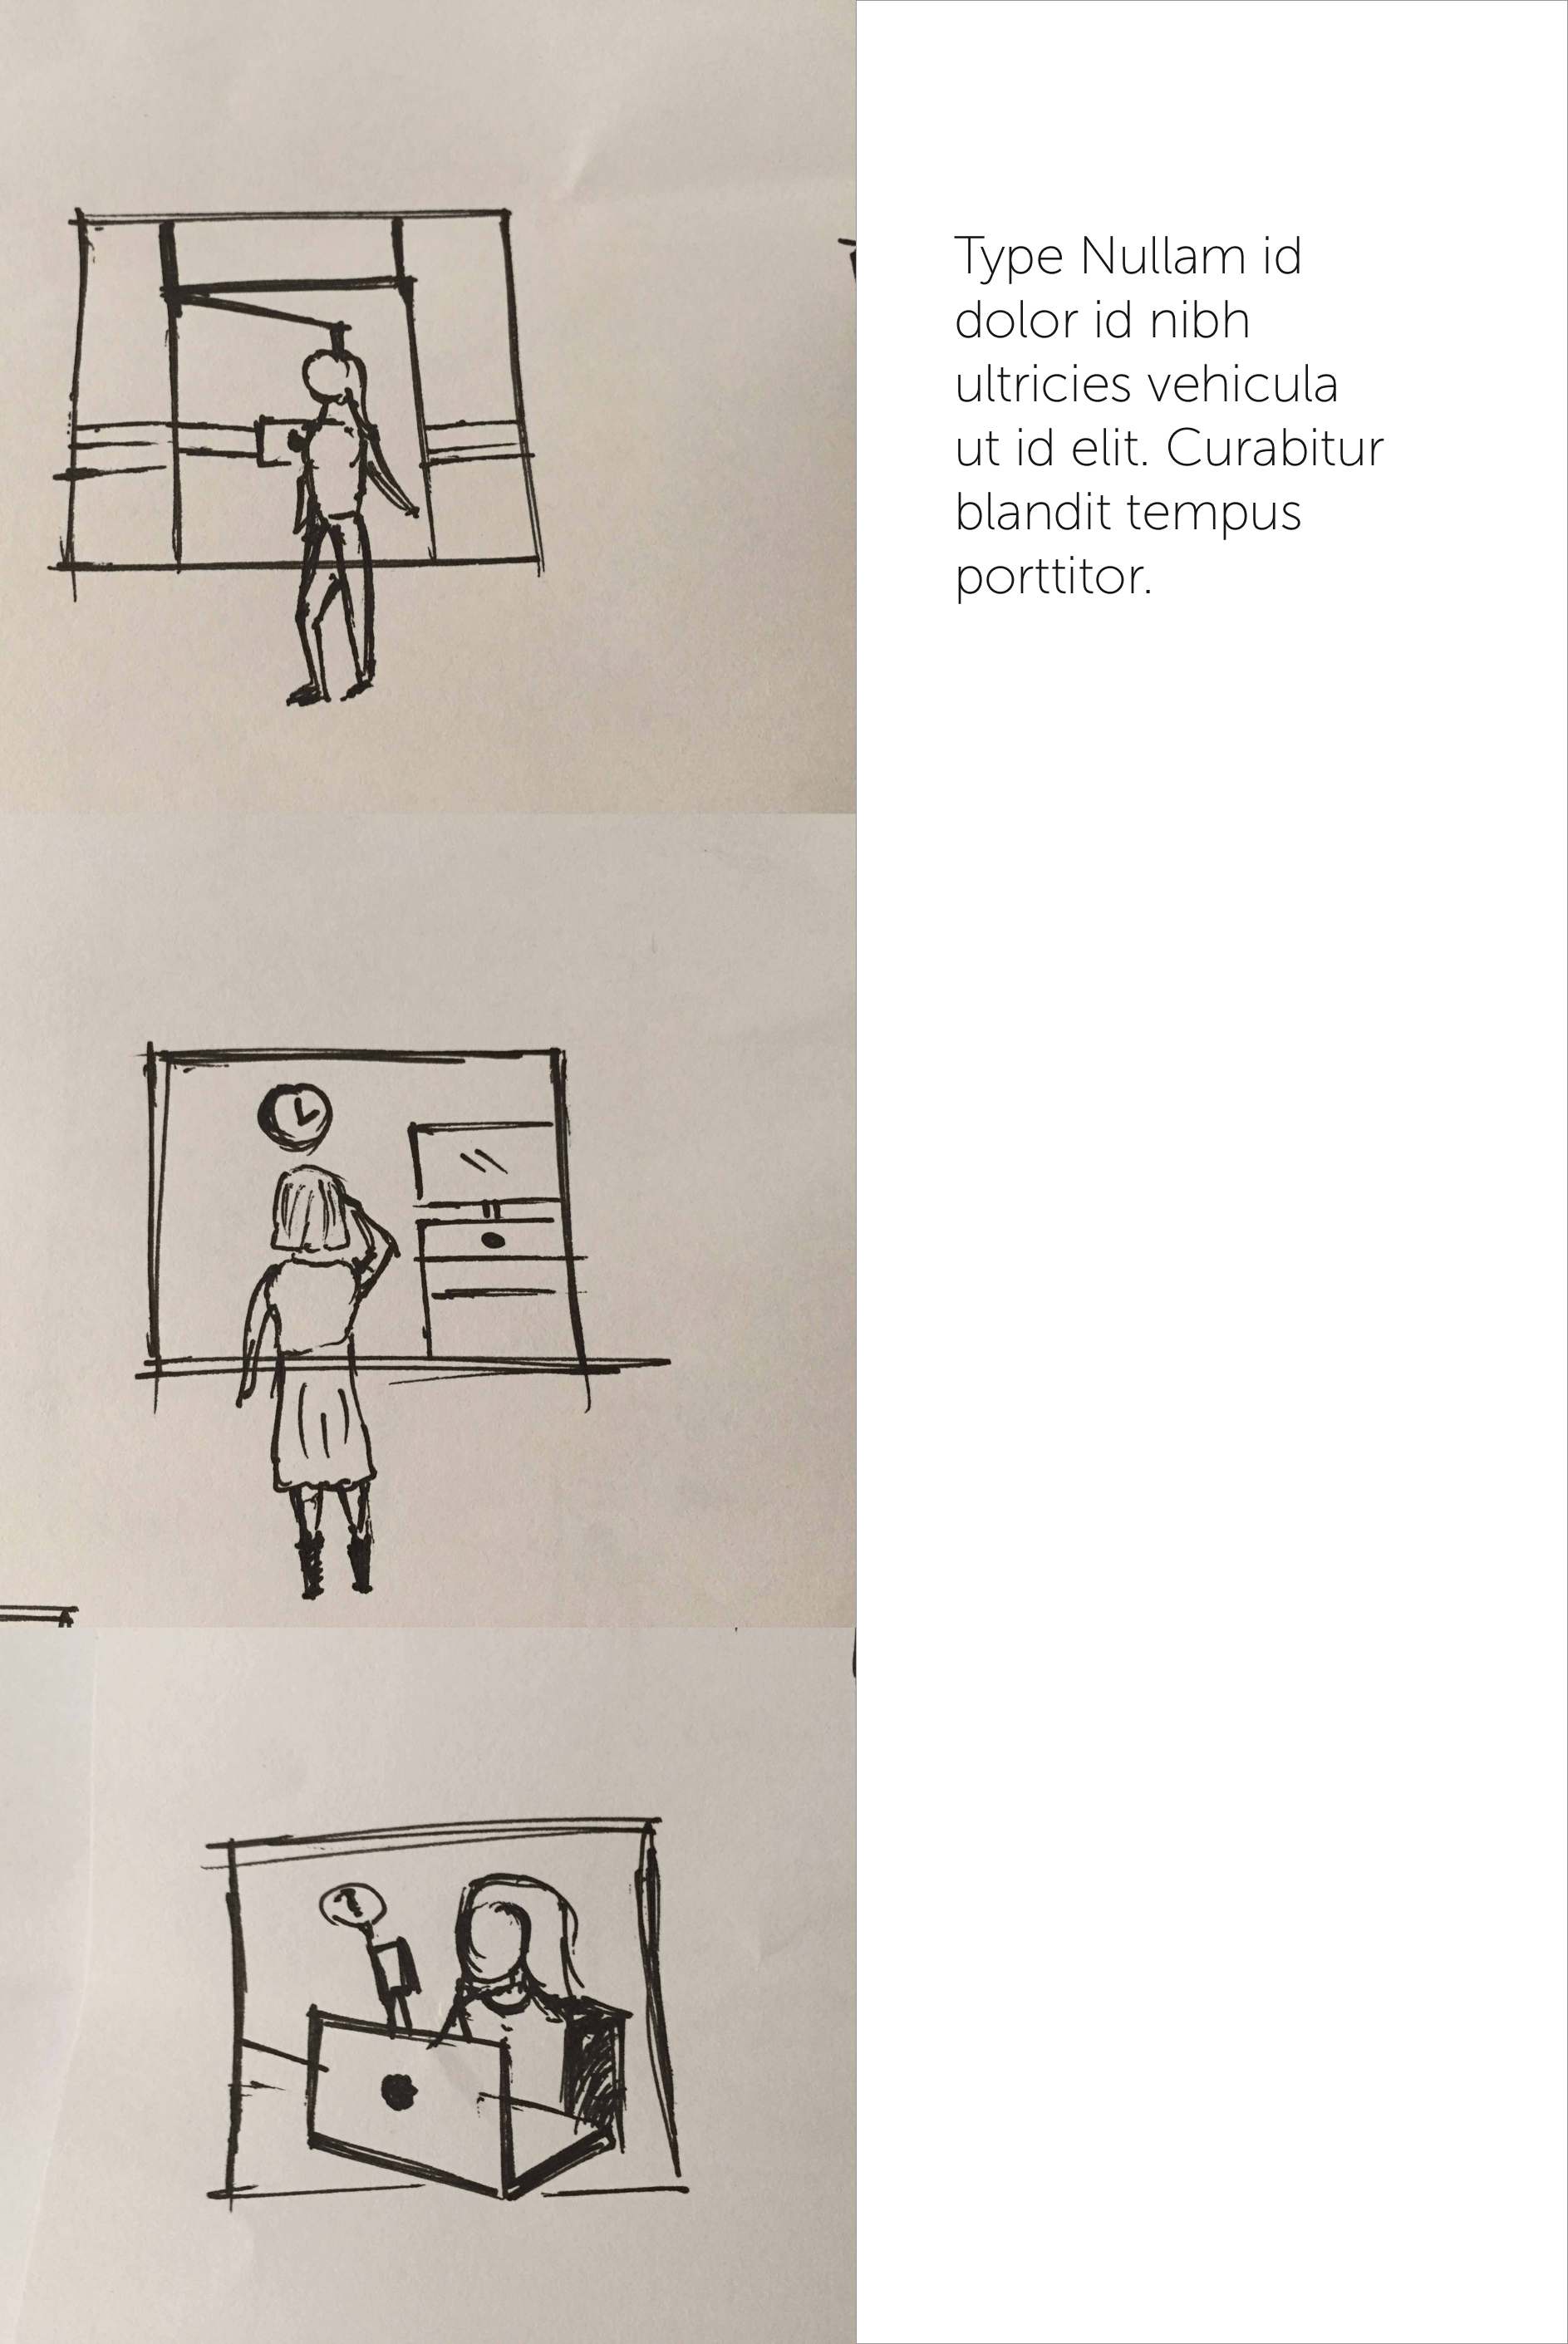 Type Nullam id
dolor id nibh
ultricies vehicula
ut id elit. Curabitur
blandit tempus
porttitor.